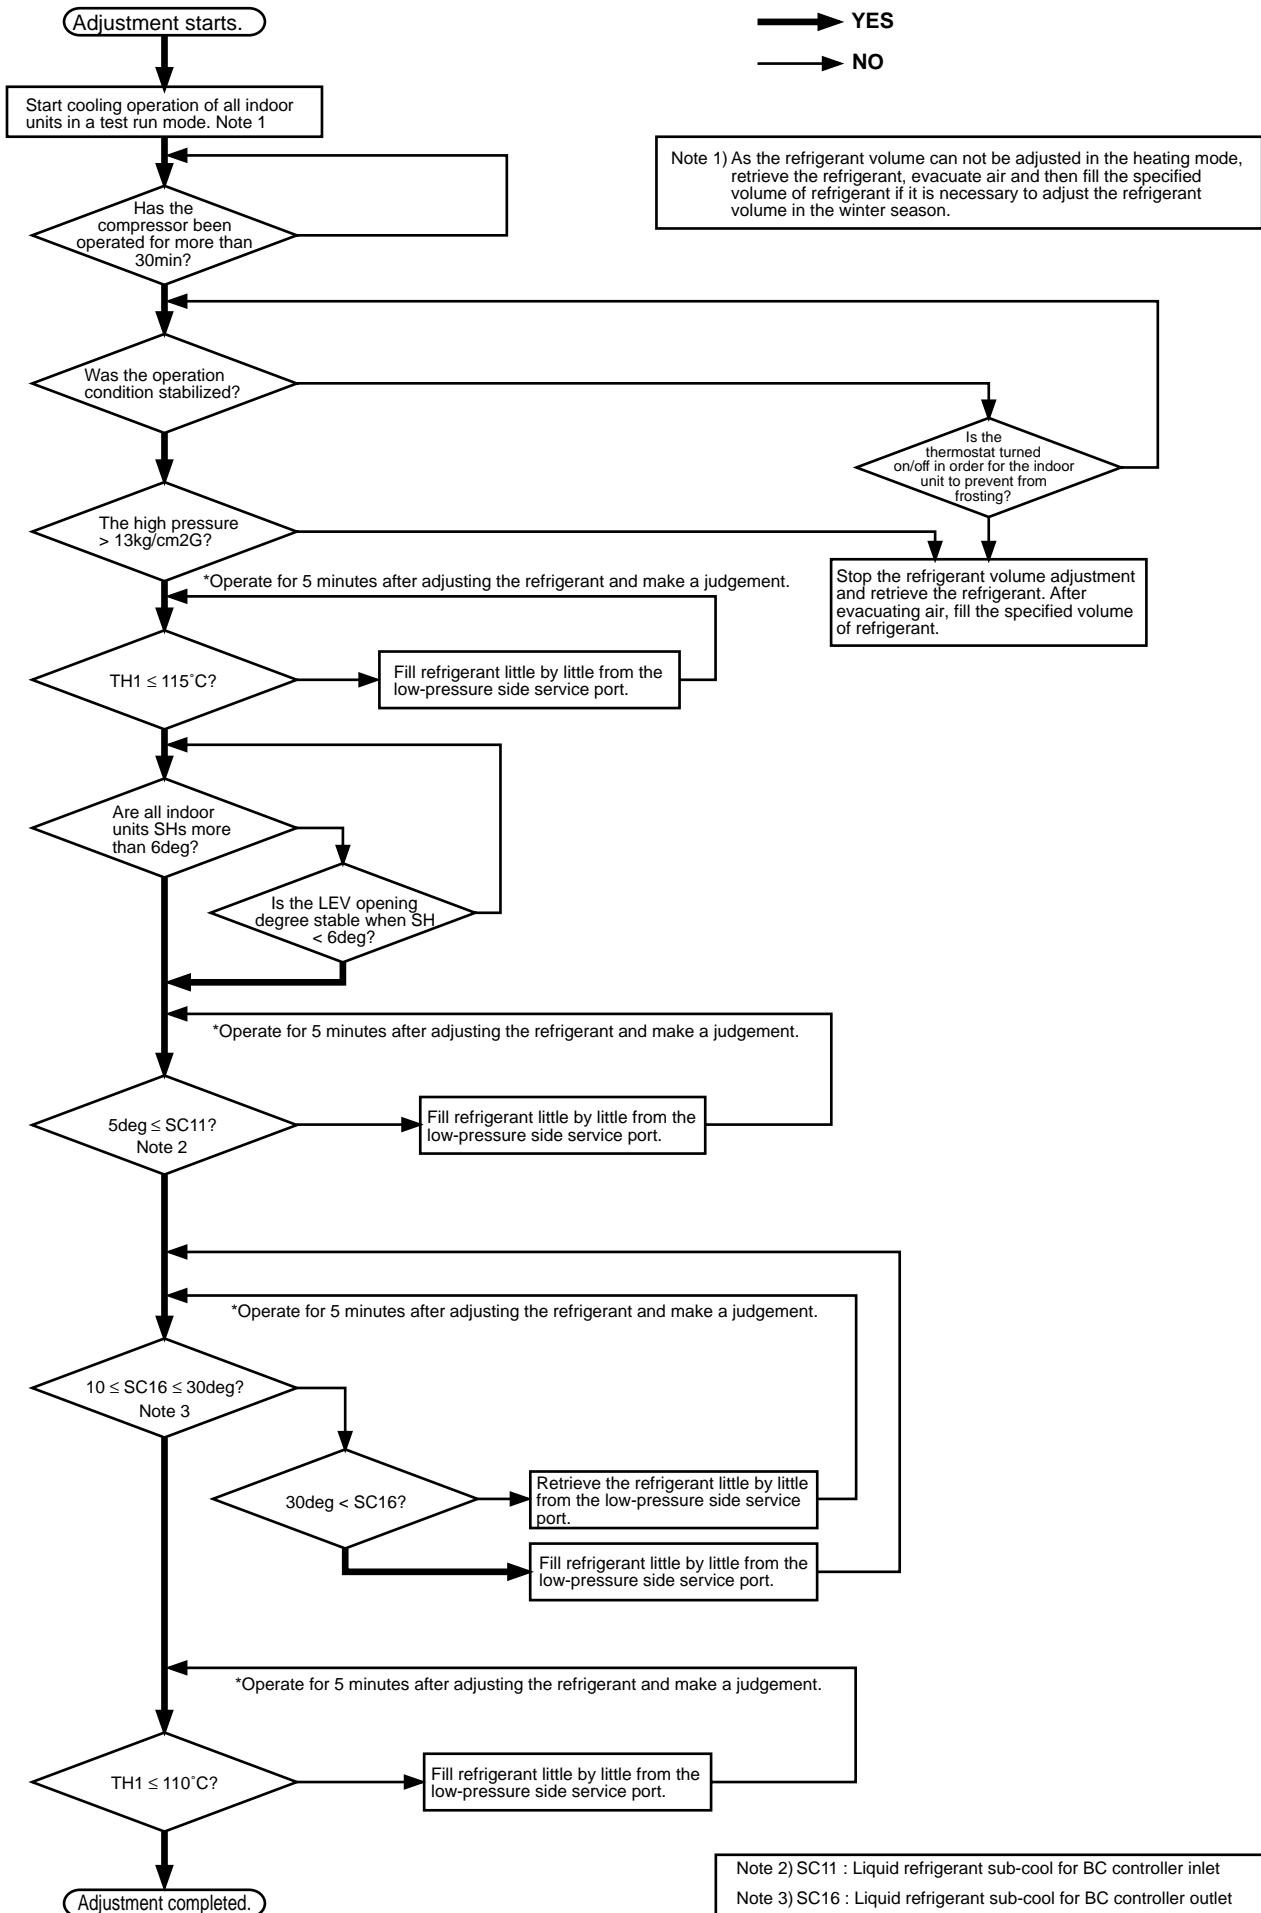 Adjustment starts.
YES
NO
Start cooling operation of all indoor
units in a test run mode. Note 1
Note 1) As the refrigerant volume can not be adjusted in the heating mode,
retrieve the refrigerant, evacuate air and then fill the specified
volume of refrigerant if it is necessary to adjust the refrigerant
volume in the winter season.
Has the
compressor been
operated for more than
30min?
Was the operation
condition stabilized?
Is the
thermostat turned
on/off in order for the indoor
unit to prevent from
frosting?
The high pressure
> 13kg/cm2G?
Stop the refrigerant volume adjustment
and retrieve the refrigerant. After
evacuating air, fill the specified volume
of refrigerant.
*Operate for 5 minutes after adjusting the refrigerant and make a judgement.
TH1 ≤ 115˚C?
Fill refrigerant little by little from the
low-pressure side service port.
Are all indoor
units SHs more
than 6deg?
Is the LEV opening
degree stable when SH
< 6deg?
*Operate for 5 minutes after adjusting the refrigerant and make a judgement.
5deg ≤ SC11?
Note 2
Fill refrigerant little by little from the
low-pressure side service port.
*Operate for 5 minutes after adjusting the refrigerant and make a judgement.
10 ≤ SC16 ≤ 30deg?
Note 3
30deg < SC16?
Retrieve the refrigerant little by little
from the low-pressure side service
port.
Fill refrigerant little by little from the
low-pressure side service port.
*Operate for 5 minutes after adjusting the refrigerant and make a judgement.
TH1 ≤ 110˚C?
Fill refrigerant little by little from the
low-pressure side service port.
Adjustment completed.
Note 2) SC11 : Liquid refrigerant sub-cool for BC controller inlet
Note 3) SC16 : Liquid refrigerant sub-cool for BC controller outlet